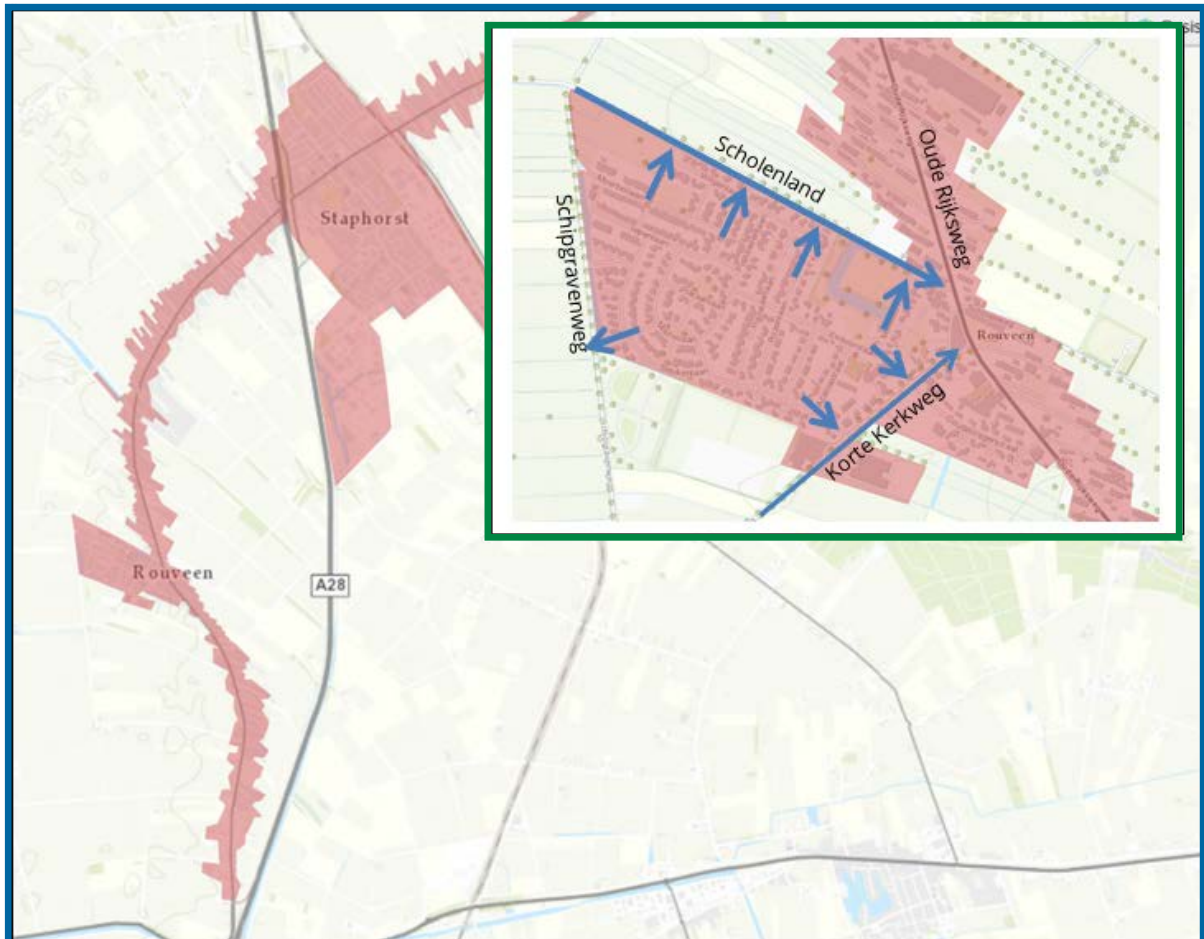 Staphorst
Rouveen
A28
Scholenland
Oude Rijksweg
Schipgravenweg
Rouveen
Korte Kerkweg